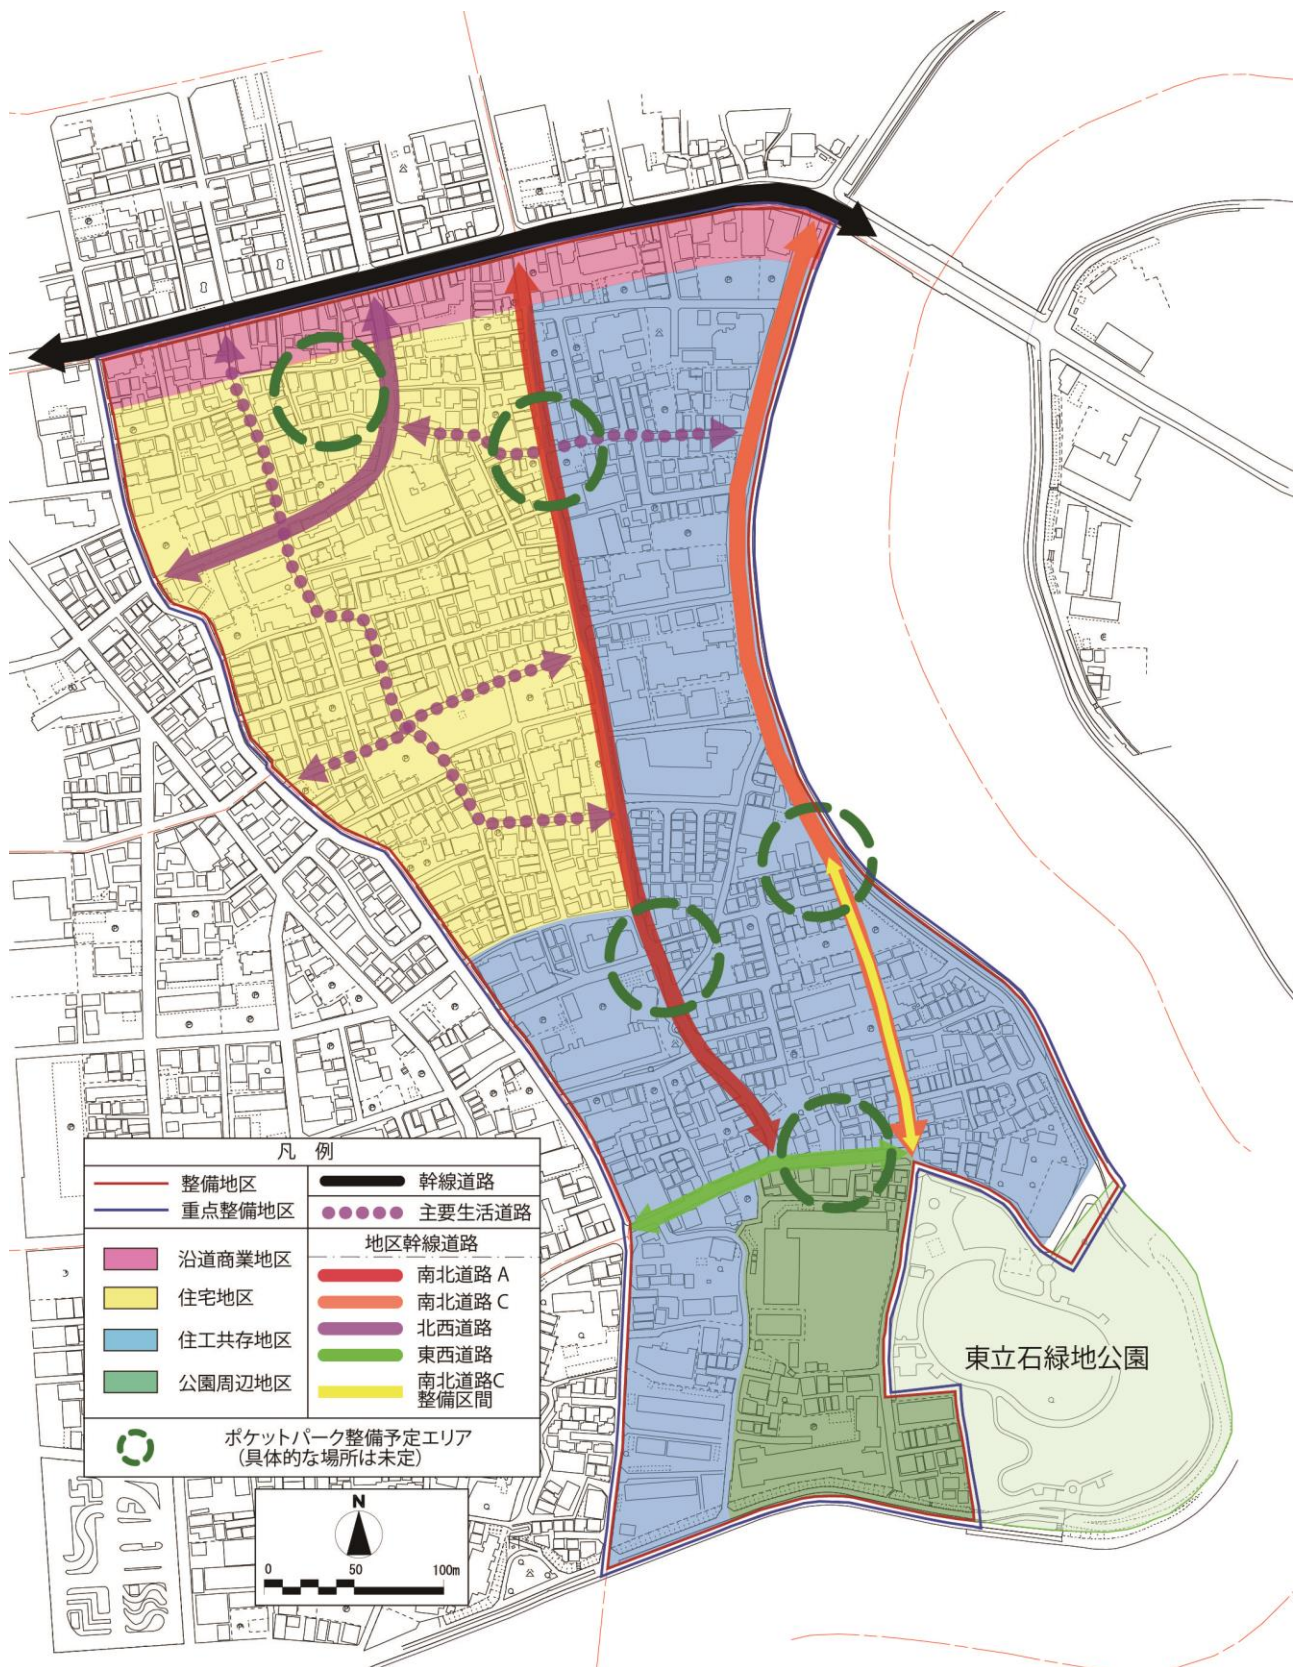 東立石緑地公園
凡 例
整備地区
重点整備地区
沿道商業地区
住宅地区
住工共存地区
公園周辺地区
幹線道路
主要生活道路
地区幹線道路
南北道路 A
南北道路 C
北西道路
東西道路
南北道路C
整備区間
ポケットパーク整備予定エリア
(具体的な場所は未定)
N
0 50 100m